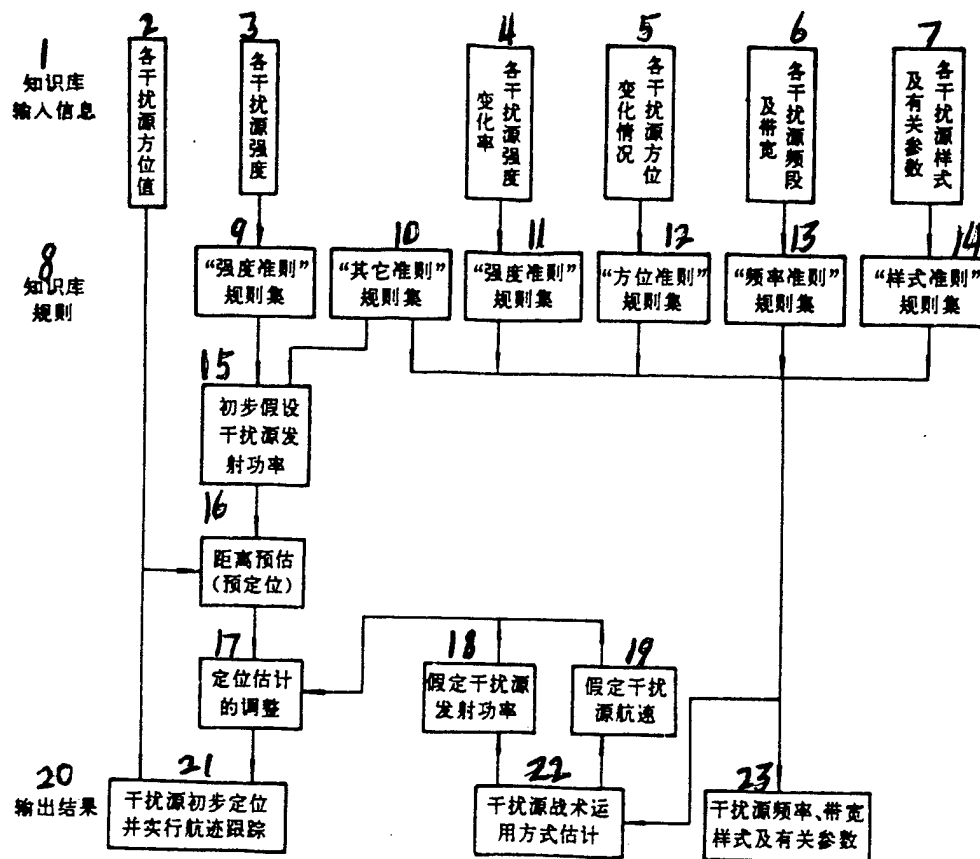 1
知识库
输入信息
2
各干扰源方位值
3
各干扰源强度
4
各干扰源强度
变化率
5
各干扰源方位
变化情况
6
各干扰源频段
及带宽
7
各干扰源样式
及有关参数
8
知识库
规则
9
“强度准则”
规则集
10
“其它准则”
规则集
11
“强度准则”
规则集
12
“方位准则”
规则集
13
“频率准则”
规则集
14
“样式准则”
规则集
15
初步假设
干扰源发
射功率
16
距离预估
(预定位)
17
定位估计
的调整
18
假定干扰源
发射功率
19
假定干扰
源航速
20
输出结果
21
干扰源初步定位
并实行航迹跟踪
22
干扰源战术运
用方式估计
23
干扰源频率、带宽
样式及有关参数